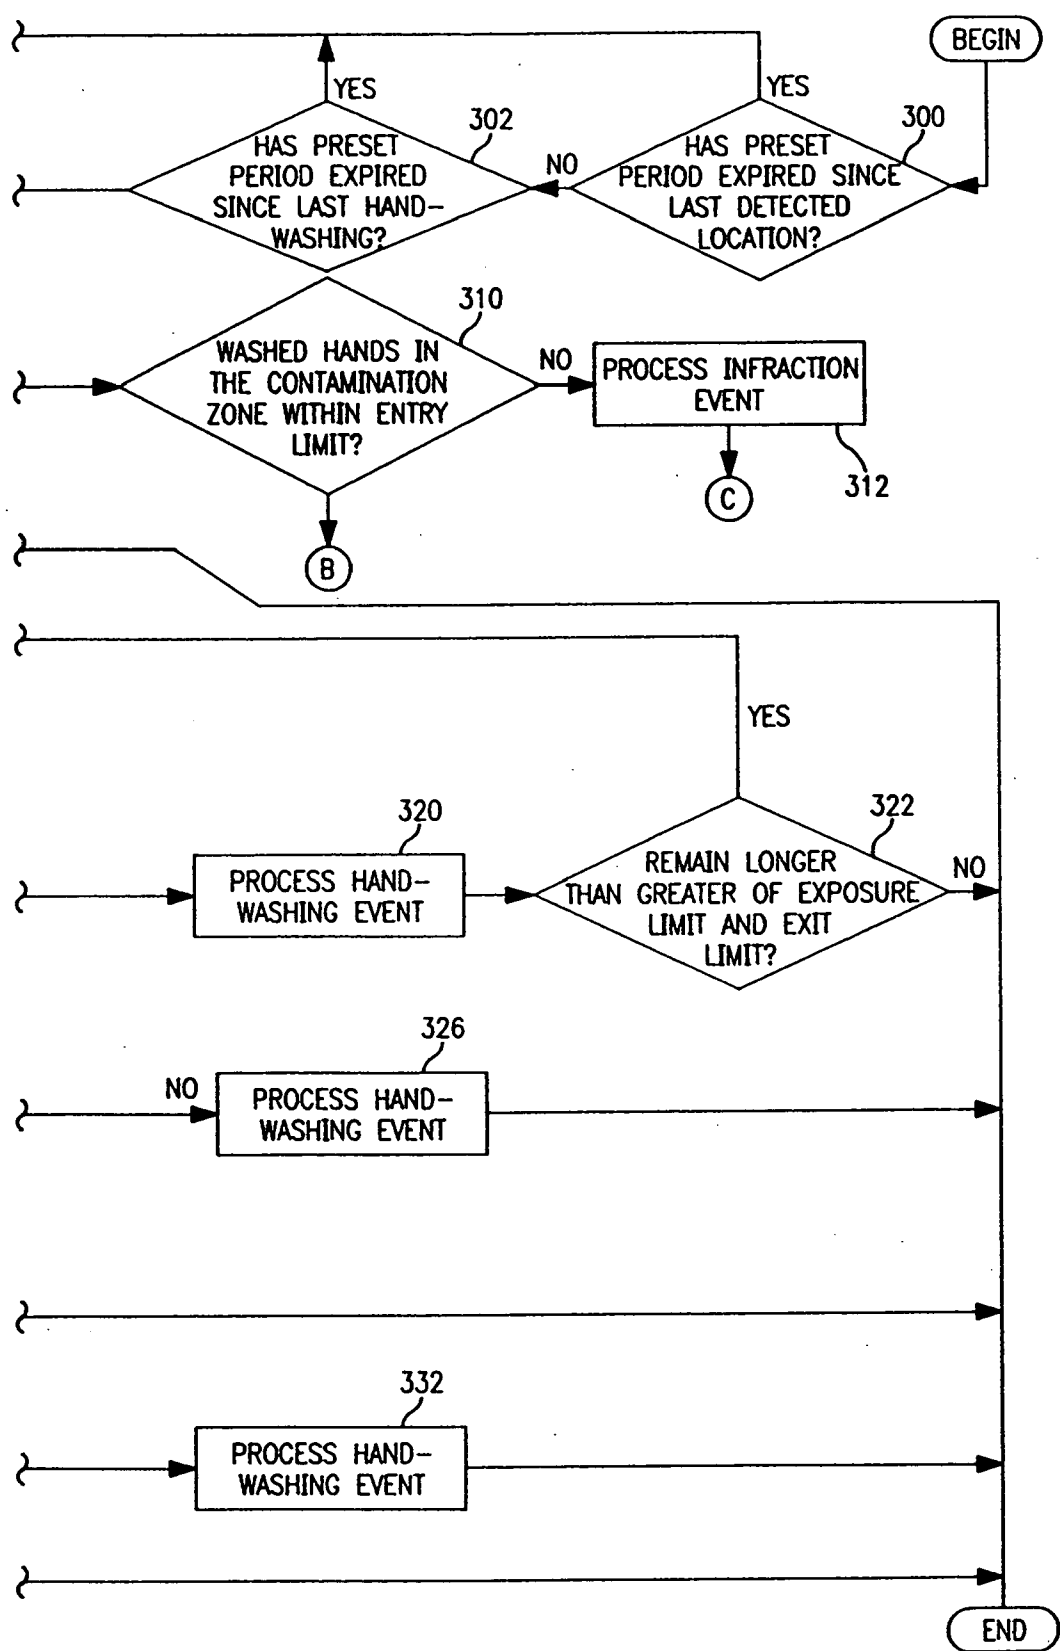 BEGIN
YES
YES
302
300
HAS PRESET
PERIOD EXPIRED
SINCE LAST HAND-
WASHING?
NO
HAS PRESET
PERIOD EXPIRED SINCE
LAST DETECTED
LOCATION?
310
WASHED HANDS IN
THE CONTAMINATION
ZONE WITHIN ENTRY
LIMIT?
NO
PROCESS INFRACTION
EVENT
312
C
B
YES
320
PROCESS HAND-
WASHING EVENT
322
REMAIN LONGER
THAN GREATER OF EXPOSURE
LIMIT AND EXIT
LIMIT?
NO
326
NO
PROCESS HAND-
WASHING EVENT
332
PROCESS HAND-
WASHING EVENT
END